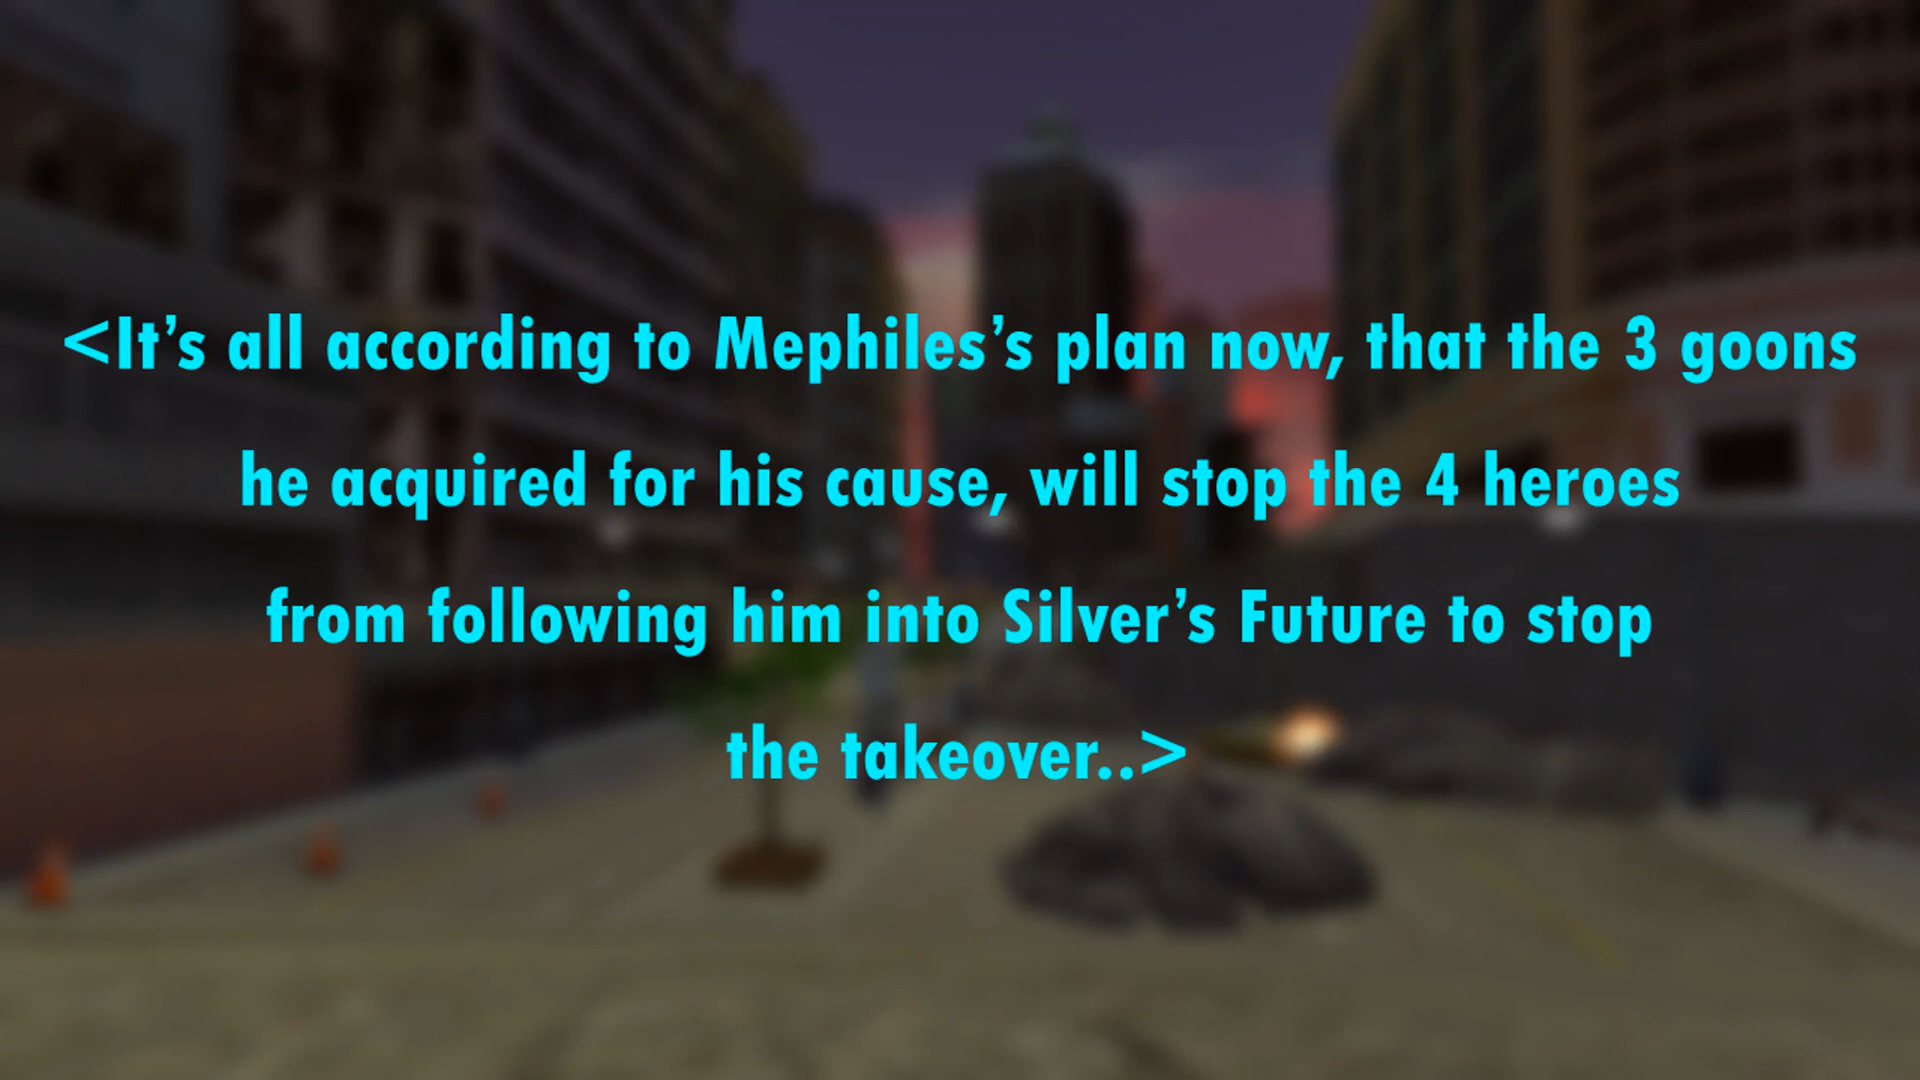 <It’s all according to Mephiles’s plan now, that the 3 goons
he acquired for his cause, will stop the 4 heroes
from following him into Silver’s Future to stop
the takeover..>